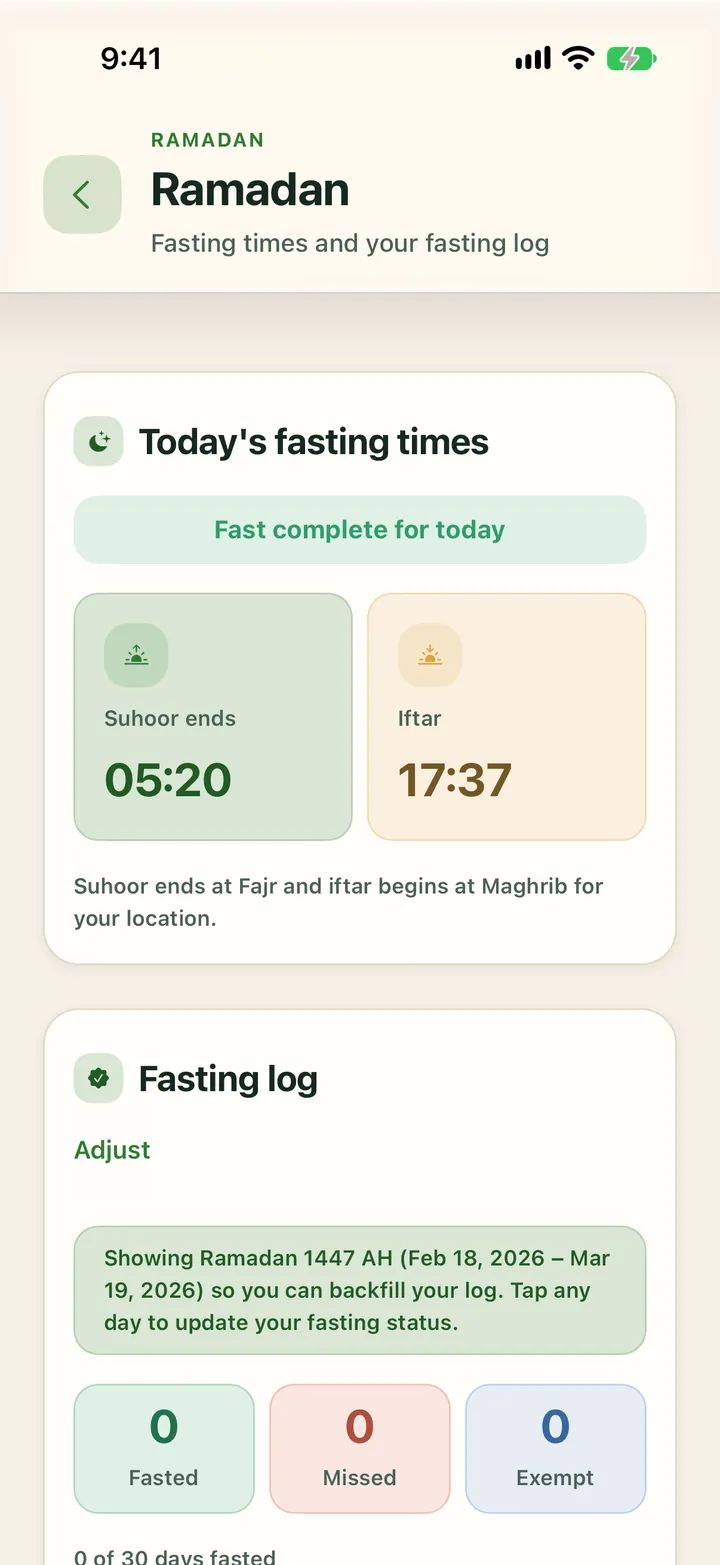 9:41
RAMADAN
Ramadan
Fasting times and your fasting log
Today's fasting times
Fast complete for today
Suhoor ends
05:20
Iftar
17:37
Suhoor ends at Fajr and iftar begins at Maghrib for
your location.
Fasting log
Adjust
Showing Ramadan 1447 AH (Feb 18, 2026 – Mar
19, 2026) so you can backfill your log. Tap any
day to update your fasting status.
0
Fasted
0
Missed
0
Exempt
0 of 30 days fasted